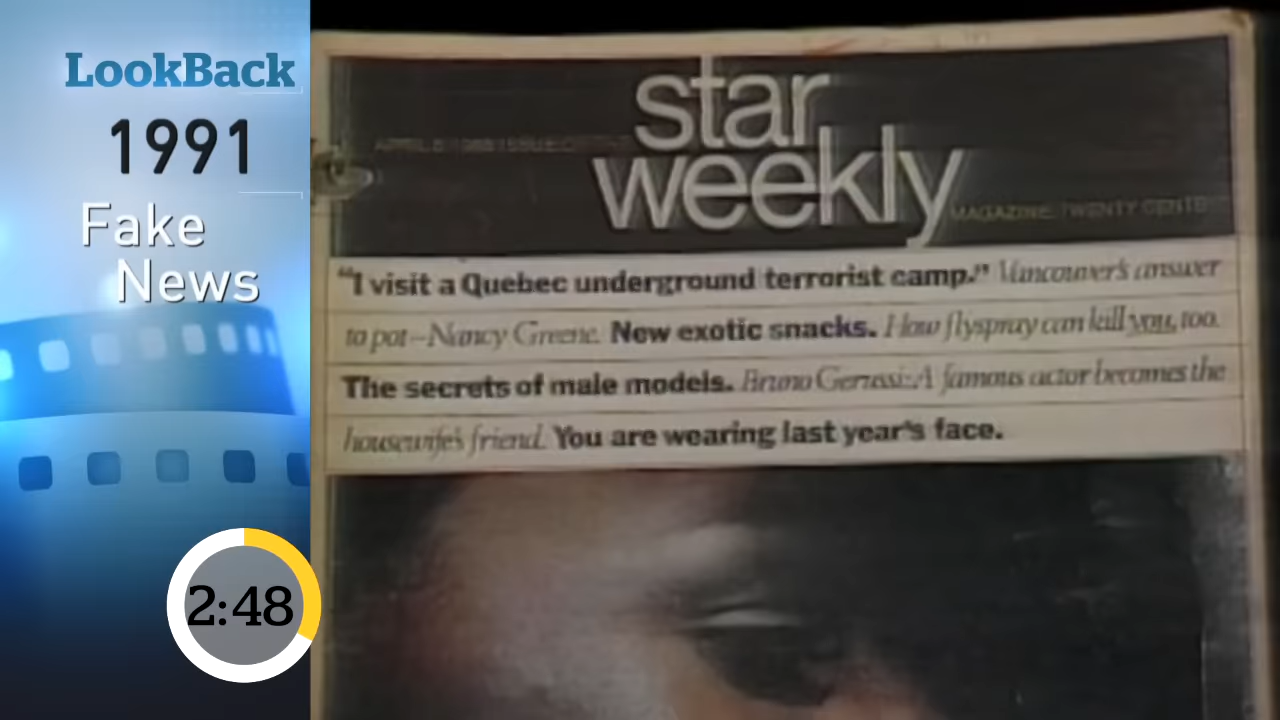 LookBack
1991
Fake
News
2:48
star
weekly
MAGAZINE TWENTY CENTS
"I visit a Quebec underground terrorist camp." Vancouver's answer
to pot–Nancy Greene. New exotic snacks. How flyspray can kill you, too.
The secrets of male models. Bruno Gerussi: A famous actor becomes the
housewife's friend. You are wearing last year's face.